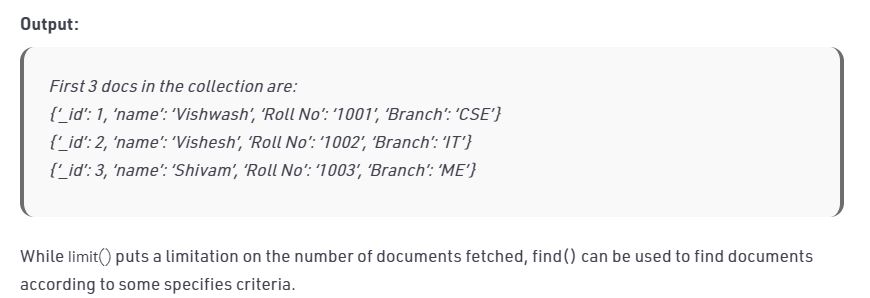 Output:
First 3 docs in the collection are:
{‘_id’: 1, ‘name’: ‘Vishwash’, ‘Roll No’: ‘1001’, ‘Branch’: ‘CSE’}
{‘_id’: 2, ‘name’: ‘Vishesh’, ‘Roll No’: ‘1002’, ‘Branch’: ‘IT’}
{‘_id’: 3, ‘name’: ‘Shivam’, ‘Roll No’: ‘1003’, ‘Branch’: ‘ME’}
While limit() puts a limitation on the number of documents fetched, find() can be used to find documents
according to some specifies criteria.